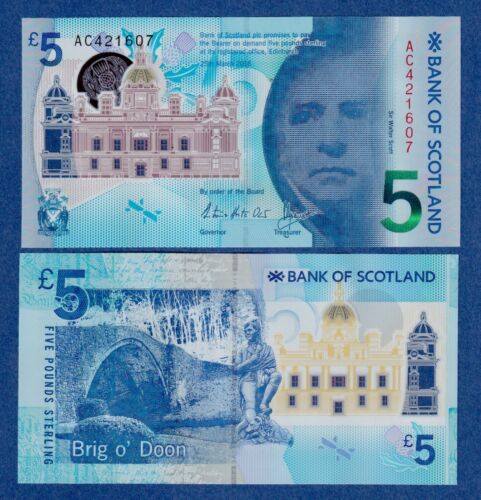 £5 AC421607
Bank of Scotland plc promises to pay
the Bearer on demand five pounds sterling
at its registered office, Edinburgh
By order of the Board
Governor Treasurer
Sir Walter Scott
AC421607
BANK OF SCOTLAND
5
£5
BANK OF SCOTLAND
FIVE POUNDS STERLING
Brig o' Doon
£5